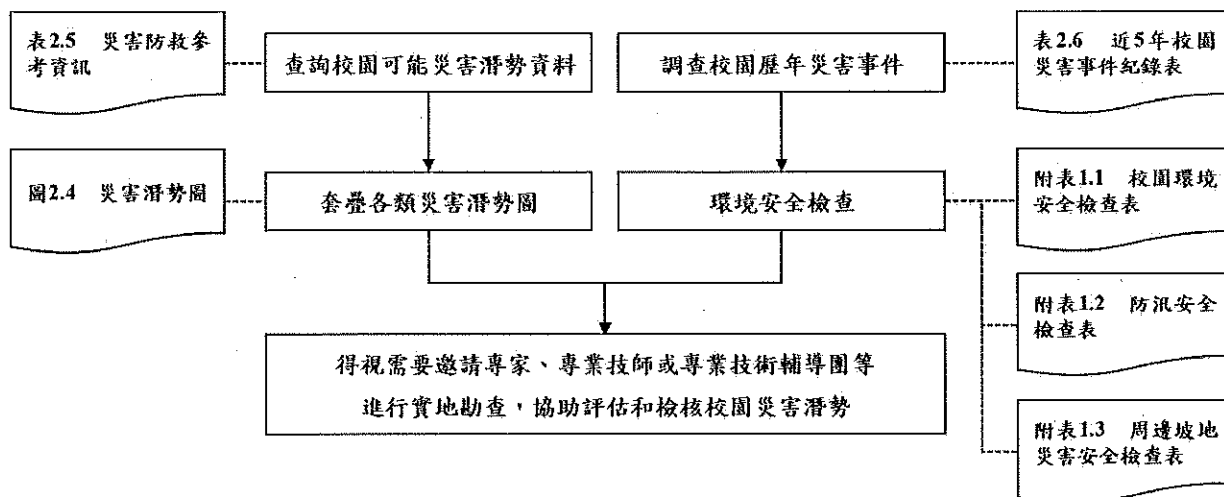 表2.5 災害防救參
考資訊
查詢校園可能災害潛勢資料
調查校園歷年災害事件
表2.6 近5年校園
災害事件紀錄表
圖2.4 災害潛勢圖
套疊各類災害潛勢圖
環境安全檢查
附表1.1 校園環境
安全檢查表
附表1.2 防汛安全
檢查表
得視需要邀請專家、專業技師或專業技術輔導團等
進行實地勘查，協助評估和檢核校園災害潛勢
附表1.3 周邊坡地
災害安全檢查表